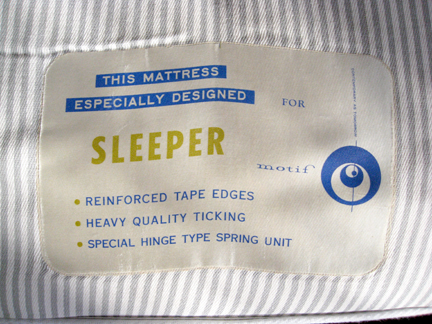 THIS MATTRESS
ESPECIALLY DESIGNED
FOR
SLEEPER
motif
• REINFORCED TAPE EDGES
• HEAVY QUALITY TICKING
• SPECIAL HINGE TYPE SPRING UNIT